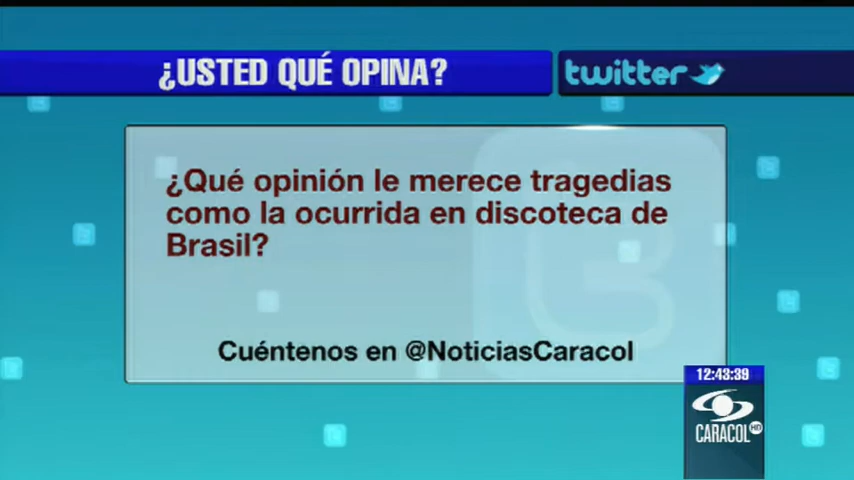 ¿USTED QUÉ OPINA?
twitter
¿Qué opinión le merece tragedias
como la ocurrida en discoteca de
Brasil?
Cuéntenos en @NoticiasCaracol
12:43:39
CARACOL HD